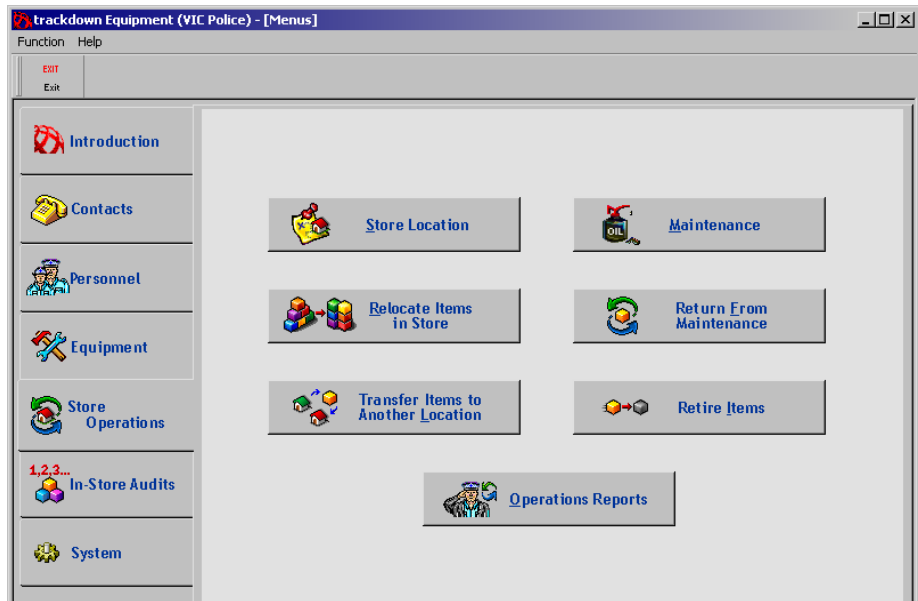 trackdown Equipment (VIC Police) - [Menus]
Function Help
EXIT
Exit
Introduction
Contacts
Personnel
Equipment
Store
Operations
1,2,3...
In-Store Audits
System
Store Location
Maintenance
Relocate Items
in Store
Return From
Maintenance
Transfer Items to
Another Location
Retire Items
Operations Reports
OIL